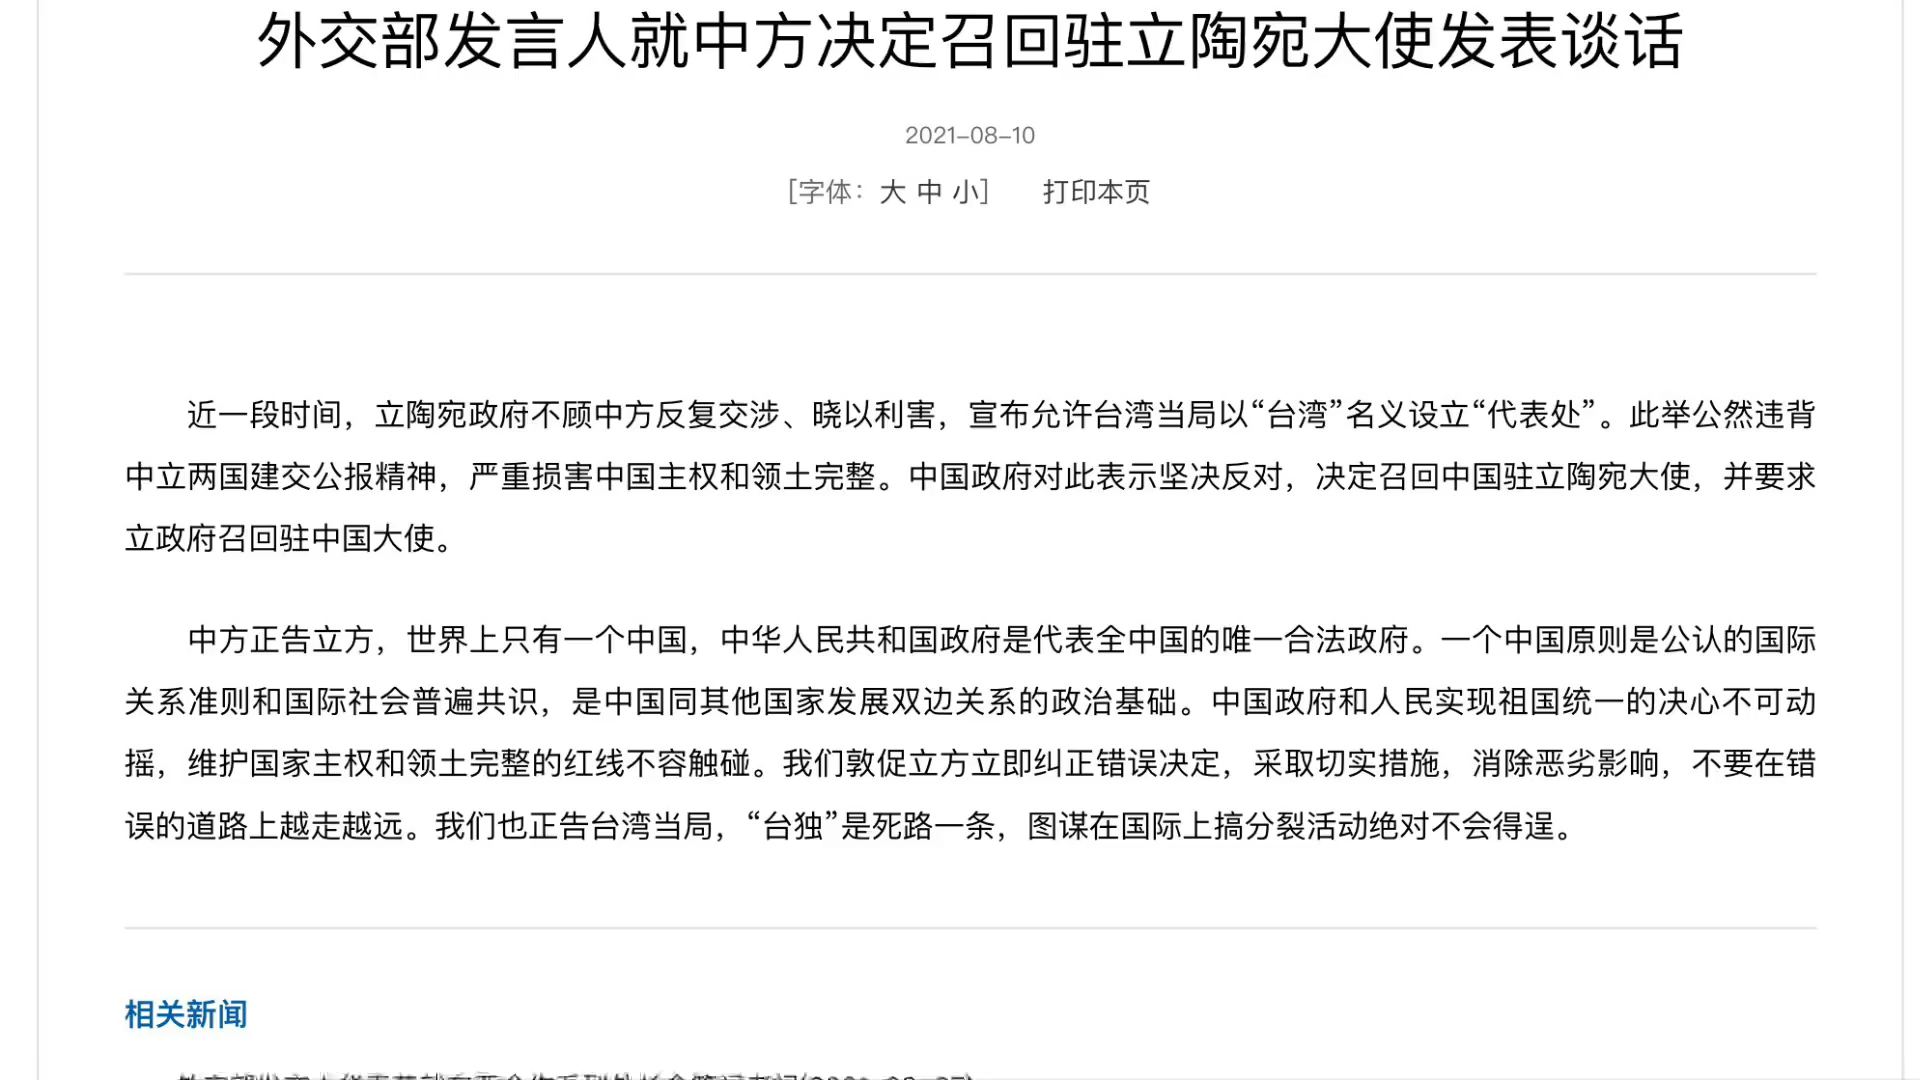 外交部发言人就中方决定召回驻立陶宛大使发表谈话
2021-08-10
[字体：大 中 小] 打印本页
近一段时间，立陶宛政府不顾中方反复交涉、晓以利害，宣布允许台湾当局以“台湾”名义设立“代表处”。此举公然违背
中立两国建交公报精神，严重损害中国主权和领土完整。中国政府对此表示坚决反对，决定召回中国驻立陶宛大使，并要求
立政府召回驻中国大使。
中方正告立方，世界上只有一个中国，中华人民共和国政府是代表全中国的唯一合法政府。一个中国原则是公认的国际
关系准则和国际社会普遍共识，是中国同其他国家发展双边关系的政治基础。中国政府和人民实现祖国统一的决心不可动
摇，维护国家主权和领土完整的红线不容触碰。我们敦促立方立即纠正错误决定，采取切实措施，消除恶劣影响，不要在错
误的道路上越走越远。我们也正告台湾当局，“台独”是死路一条，图谋在国际上搞分裂活动绝对不会得逞。
相关新闻